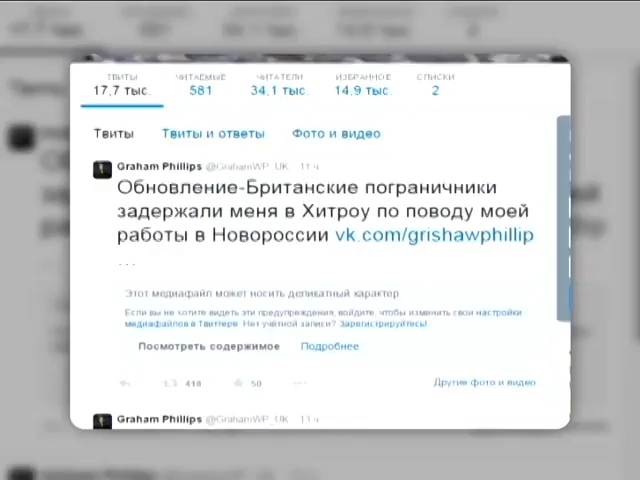 ТВИТЫ ЧИТАЕМЫЕ ЧИТАТЕЛИ ИЗБРАННОЕ СПИСКИ
17,7 тыс. 581 34,1 тыс. 14,9 тыс. 2
Твиты Твиты и ответы Фото и видео
Graham Phillips @GrahamWP_UK · 11 ч
Обновление-Британские пограничники
задержали меня в Хитроу по поводу моей
работы в Новороссии vk.com/grishawphillip
...
Этот медиафайл может носить деликатный характер
Если вы не хотите видеть эти предупреждения, войдите, чтобы изменить свои настройки
медиафайлов в Твиттере. Нет учётной записи? Зарегистрируйтесь!
Посмотреть содержимое Подробнее
418 50 ··· Другие фото и видео
Graham Phillips @GrahamWP_UK · 11 ч